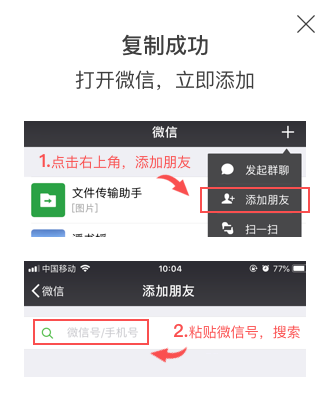 复制成功
打开微信，立即添加
微信
1.点击右上角，添加朋友
发起群聊
文件传输助手
[图片]
添加朋友
扫一扫
中国移动
10:04
77%
微信
添加朋友
微信号/手机号
2.粘贴微信号，搜索